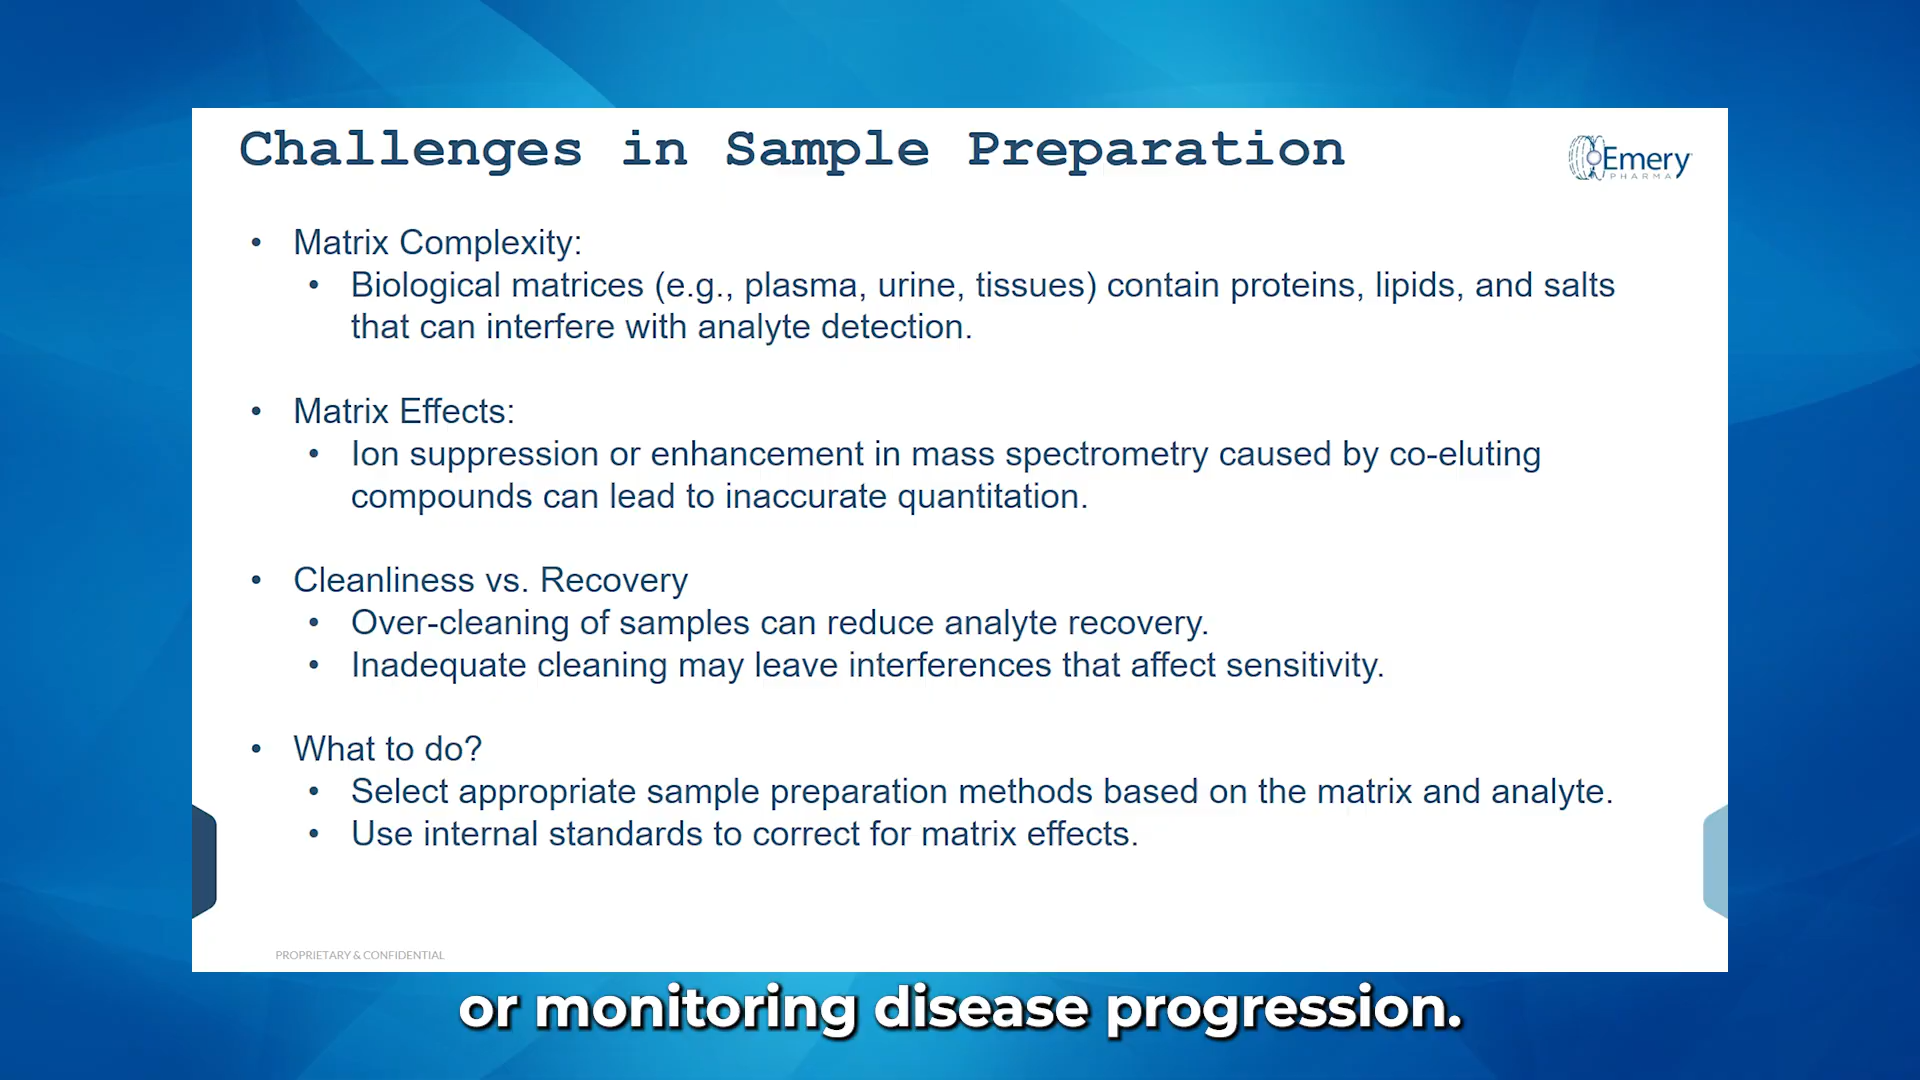 Challenges in Sample Preparation
Emery
PHARMA
• Matrix Complexity:
• Biological matrices (e.g., plasma, urine, tissues) contain proteins, lipids, and salts
that can interfere with analyte detection.
• Matrix Effects:
• Ion suppression or enhancement in mass spectrometry caused by co-eluting
compounds can lead to inaccurate quantitation.
• Cleanliness vs. Recovery
• Over-cleaning of samples can reduce analyte recovery.
• Inadequate cleaning may leave interferences that affect sensitivity.
• What to do?
• Select appropriate sample preparation methods based on the matrix and analyte.
• Use internal standards to correct for matrix effects.
PROPRIETARY & CONFIDENTIAL
or monitoring disease progression.